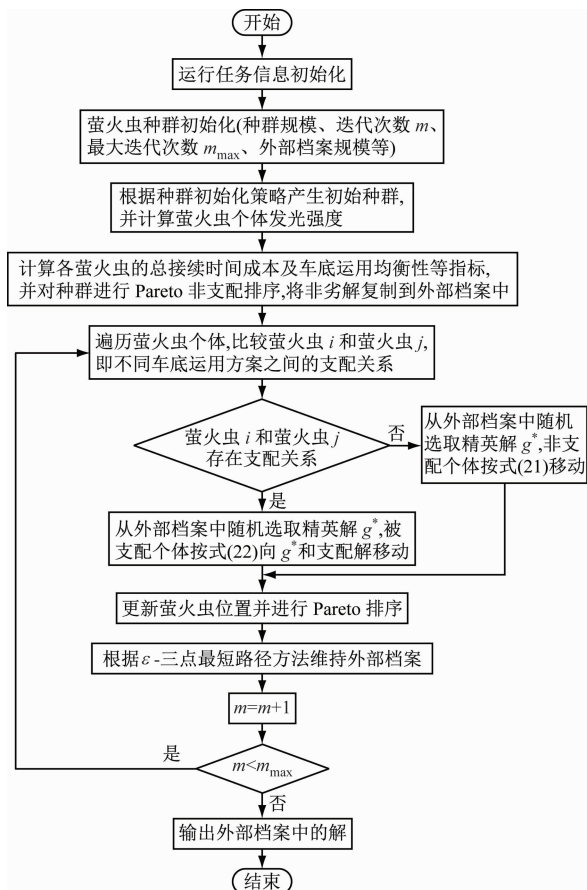 开始
运行任务信息初始化
萤火虫种群初始化(种群规模、迭代次数 m、
最大迭代次数 mmax、外部档案规模等)
根据种群初始化策略产生初始种群,
并计算萤火虫个体发光强度
计算各萤火虫的总接续时间成本及车底运用均衡性等指标,
并对种群进行 Pareto 非支配排序,将非劣解复制到外部档案中
遍历萤火虫个体,比较萤火虫 i 和萤火虫 j,
即不同车底运用方案之间的支配关系
萤火虫 i 和萤火虫 j
存在支配关系
否
从外部档案中随机
选取精英解 g*,非支
配个体按式(21)移动
是
从外部档案中随机选取精英解 g*,被
支配个体按式(22)向 g*和支配解移动
更新萤火虫位置并进行 Pareto 排序
根据 ε-三点最短路径方法维持外部档案
m=m+1
是
m<mmax
否
输出外部档案中的解
结束